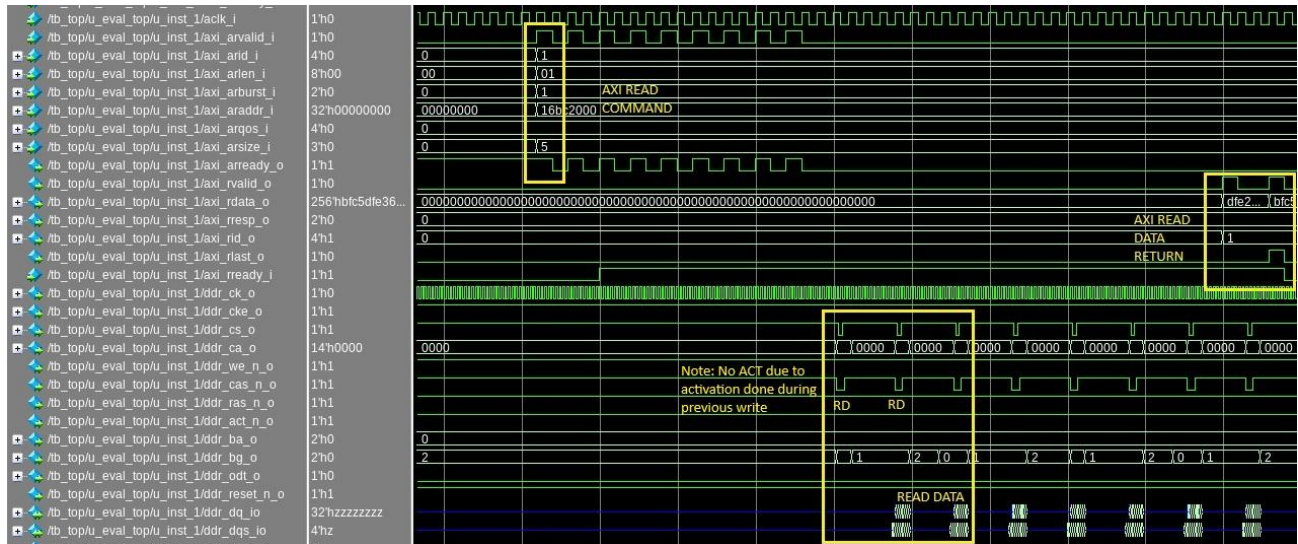 /tb_top/u_eval_top/u_inst_1/aclk_i 1'h0
/tb_top/u_eval_top/u_inst_1/axi_arvalid_i 1'h0
/tb_top/u_eval_top/u_inst_1/axi_arid_i 4'h0 0 1
/tb_top/u_eval_top/u_inst_1/axi_arlen_i 8'h00 00 01
/tb_top/u_eval_top/u_inst_1/axi_arburst_i 2'h0 0 1 AXI READ
/tb_top/u_eval_top/u_inst_1/axi_araddr_i 32'h00000000 00000000 16bc2000 COMMAND
/tb_top/u_eval_top/u_inst_1/axi_arqos_i 4'h0 0
/tb_top/u_eval_top/u_inst_1/axi_arsize_i 3'h0 0 5
/tb_top/u_eval_top/u_inst_1/axi_arready_o 1'h1
/tb_top/u_eval_top/u_inst_1/axi_rvalid_o 1'h0
/tb_top/u_eval_top/u_inst_1/axi_rdata_o 256'hbfc5dfe36... dfe2... bfc5
/tb_top/u_eval_top/u_inst_1/axi_rresp_o 2'h0 0 AXI READ
/tb_top/u_eval_top/u_inst_1/axi_rid_o 4'h1 0 DATA 1
/tb_top/u_eval_top/u_inst_1/axi_rlast_o 1'h0 RETURN
/tb_top/u_eval_top/u_inst_1/axi_rready_i 1'h1
/tb_top/u_eval_top/u_inst_1/ddr_ck_o 1'h0
/tb_top/u_eval_top/u_inst_1/ddr_cke_o 1'h1
/tb_top/u_eval_top/u_inst_1/ddr_cs_o 1'h1
/tb_top/u_eval_top/u_inst_1/ddr_ca_o 14'h0000 0000 0000 0000 0000 0000 0000 0000 0000 0000
/tb_top/u_eval_top/u_inst_1/ddr_we_n_o 1'h1
Note: No ACT due to
/tb_top/u_eval_top/u_inst_1/ddr_cas_n_o 1'h1
activation done during
/tb_top/u_eval_top/u_inst_1/ddr_ras_n_o 1'h1
previous write RD RD
/tb_top/u_eval_top/u_inst_1/ddr_act_n_o 1'h1
/tb_top/u_eval_top/u_inst_1/ddr_ba_o 2'h0 0
/tb_top/u_eval_top/u_inst_1/ddr_bg_o 2'h0 2 1 2 0 1 2 1 2 0 1 2
/tb_top/u_eval_top/u_inst_1/ddr_odt_o 1'h0
/tb_top/u_eval_top/u_inst_1/ddr_reset_n_o 1'h1 READ DATA
/tb_top/u_eval_top/u_inst_1/ddr_dq_io 32'hzzzzzzzz
/tb_top/u_eval_top/u_inst_1/ddr_dqs_io 4'hz